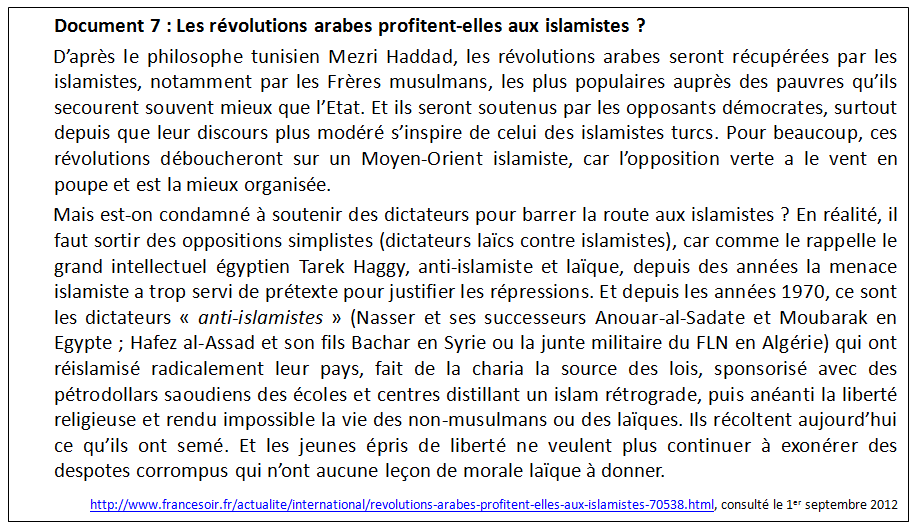 Document 7 : Les révolutions arabes profitent-elles aux islamistes ?
D’après le philosophe tunisien Mezri Haddad, les révolutions arabes seront récupérées par les
islamistes, notamment par les Frères musulmans, les plus populaires auprès des pauvres qu’ils
secourent souvent mieux que l’Etat. Et ils seront soutenus par les opposants démocrates, surtout
depuis que leur discours plus modéré s’inspire de celui des islamistes turcs. Pour beaucoup, ces
révolutions déboucheront sur un Moyen-Orient islamiste, car l’opposition verte a le vent en
poupe et est la mieux organisée.
Mais est-on condamné à soutenir des dictateurs pour barrer la route aux islamistes ? En réalité, il
faut sortir des oppositions simplistes (dictateurs laïcs contre islamistes), car comme le rappelle le
grand intellectuel égyptien Tarek Haggy, anti-islamiste et laïque, depuis des années la menace
islamiste a trop servi de prétexte pour justifier les répressions. Et depuis les années 1970, ce sont
les dictateurs « anti-islamistes » (Nasser et ses successeurs Anouar-al-Sadate et Moubarak en
Egypte ; Hafez al-Assad et son fils Bachar en Syrie ou la junte militaire du FLN en Algérie) qui ont
réislamisé radicalement leur pays, fait de la charia la source des lois, sponsorisé avec des
pétrodollars saoudiens des écoles et centres distillant un islam rétrograde, puis anéanti la liberté
religieuse et rendu impossible la vie des non-musulmans ou des laïques. Ils récoltent aujourd’hui
ce qu’ils ont semé. Et les jeunes épris de liberté ne veulent plus continuer à exonérer des
despotes corrompus qui n’ont aucune leçon de morale laïque à donner.
http://www.francesoir.fr/actualite/international/revolutions-arabes-profitent-elles-aux-islamistes-70538.html, consulté le 1er septembre 2012